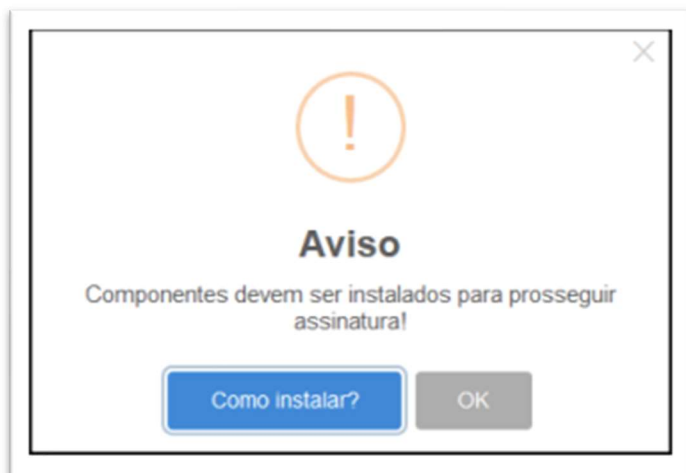 !
Aviso
Componentes devem ser instalados para prosseguir
assinatura!
Como instalar?
OK